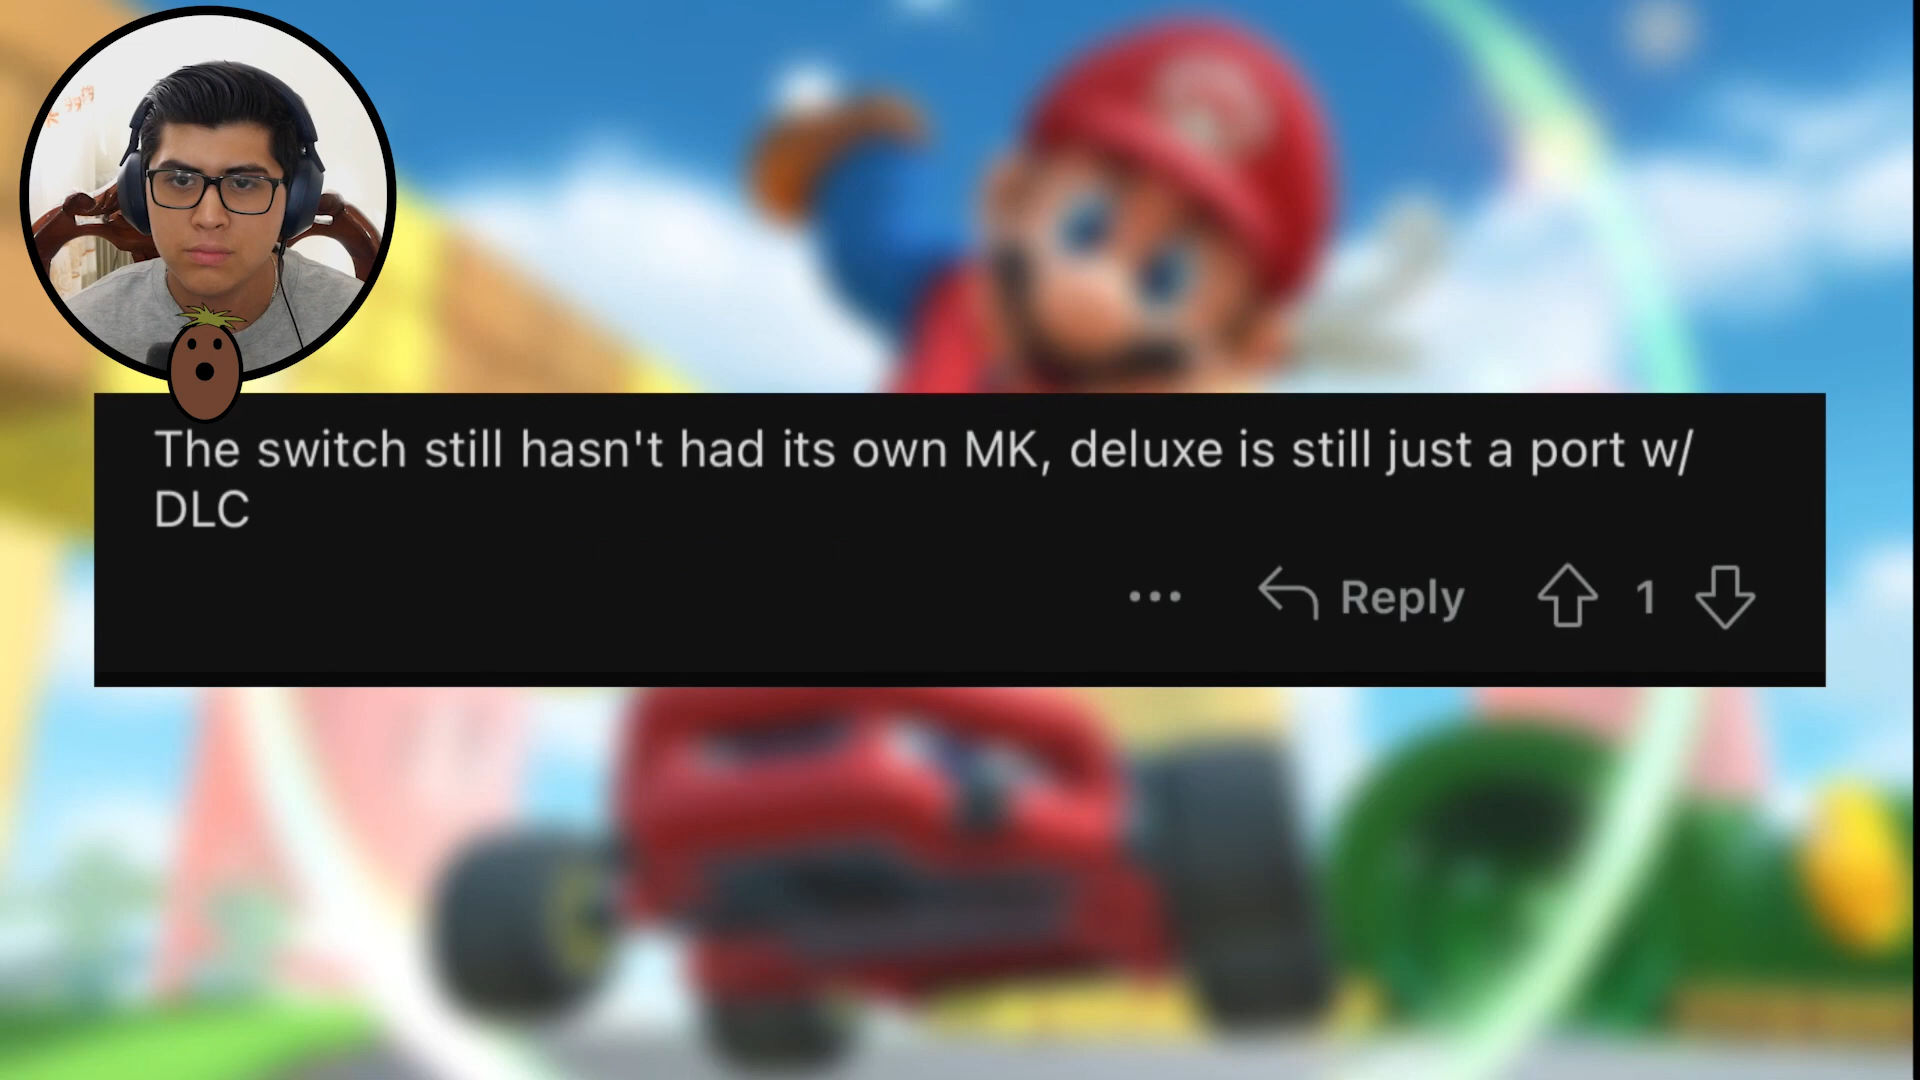 The switch still hasn't had its own MK, deluxe is still just a port w/
DLC
Reply
1